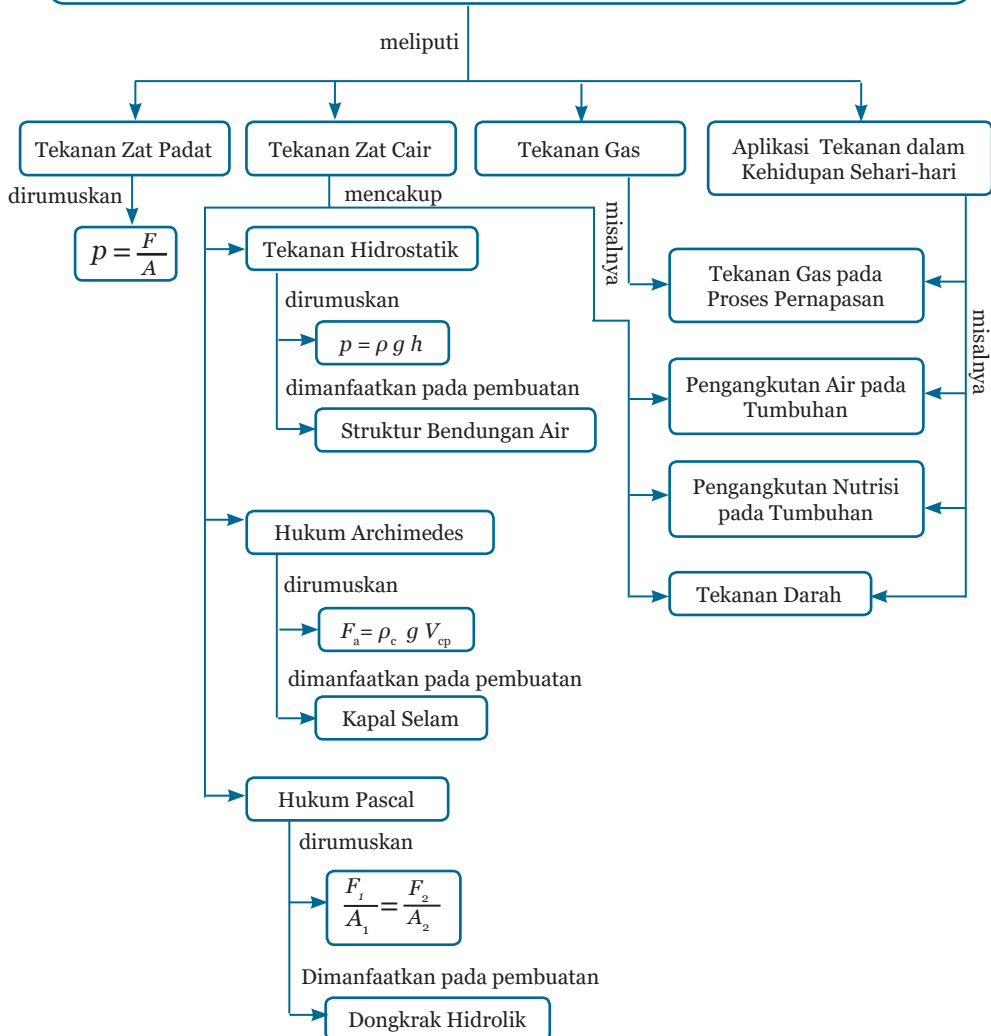 meliputi
Tekanan Zat Padat
Tekanan Zat Cair
Tekanan Gas
Aplikasi Tekanan dalam
Kehidupan Sehari-hari
dirumuskan
p = F/A
mencakup
Tekanan Hidrostatik
dirumuskan
p = ρ g h
dimanfaatkan pada pembuatan
Struktur Bendungan Air
Hukum Archimedes
dirumuskan
Fₐ = ρ_c g V_cp
dimanfaatkan pada pembuatan
Kapal Selam
Hukum Pascal
dirumuskan
F₁/A₁ = F₂/A₂
Dimanfaatkan pada pembuatan
Dongkrak Hidrolik
misalnya
Tekanan Gas pada
Proses Pernapasan
Pengangkutan Air pada
Tumbuhan
Pengangkutan Nutrisi
pada Tumbuhan
Tekanan Darah
misalnya